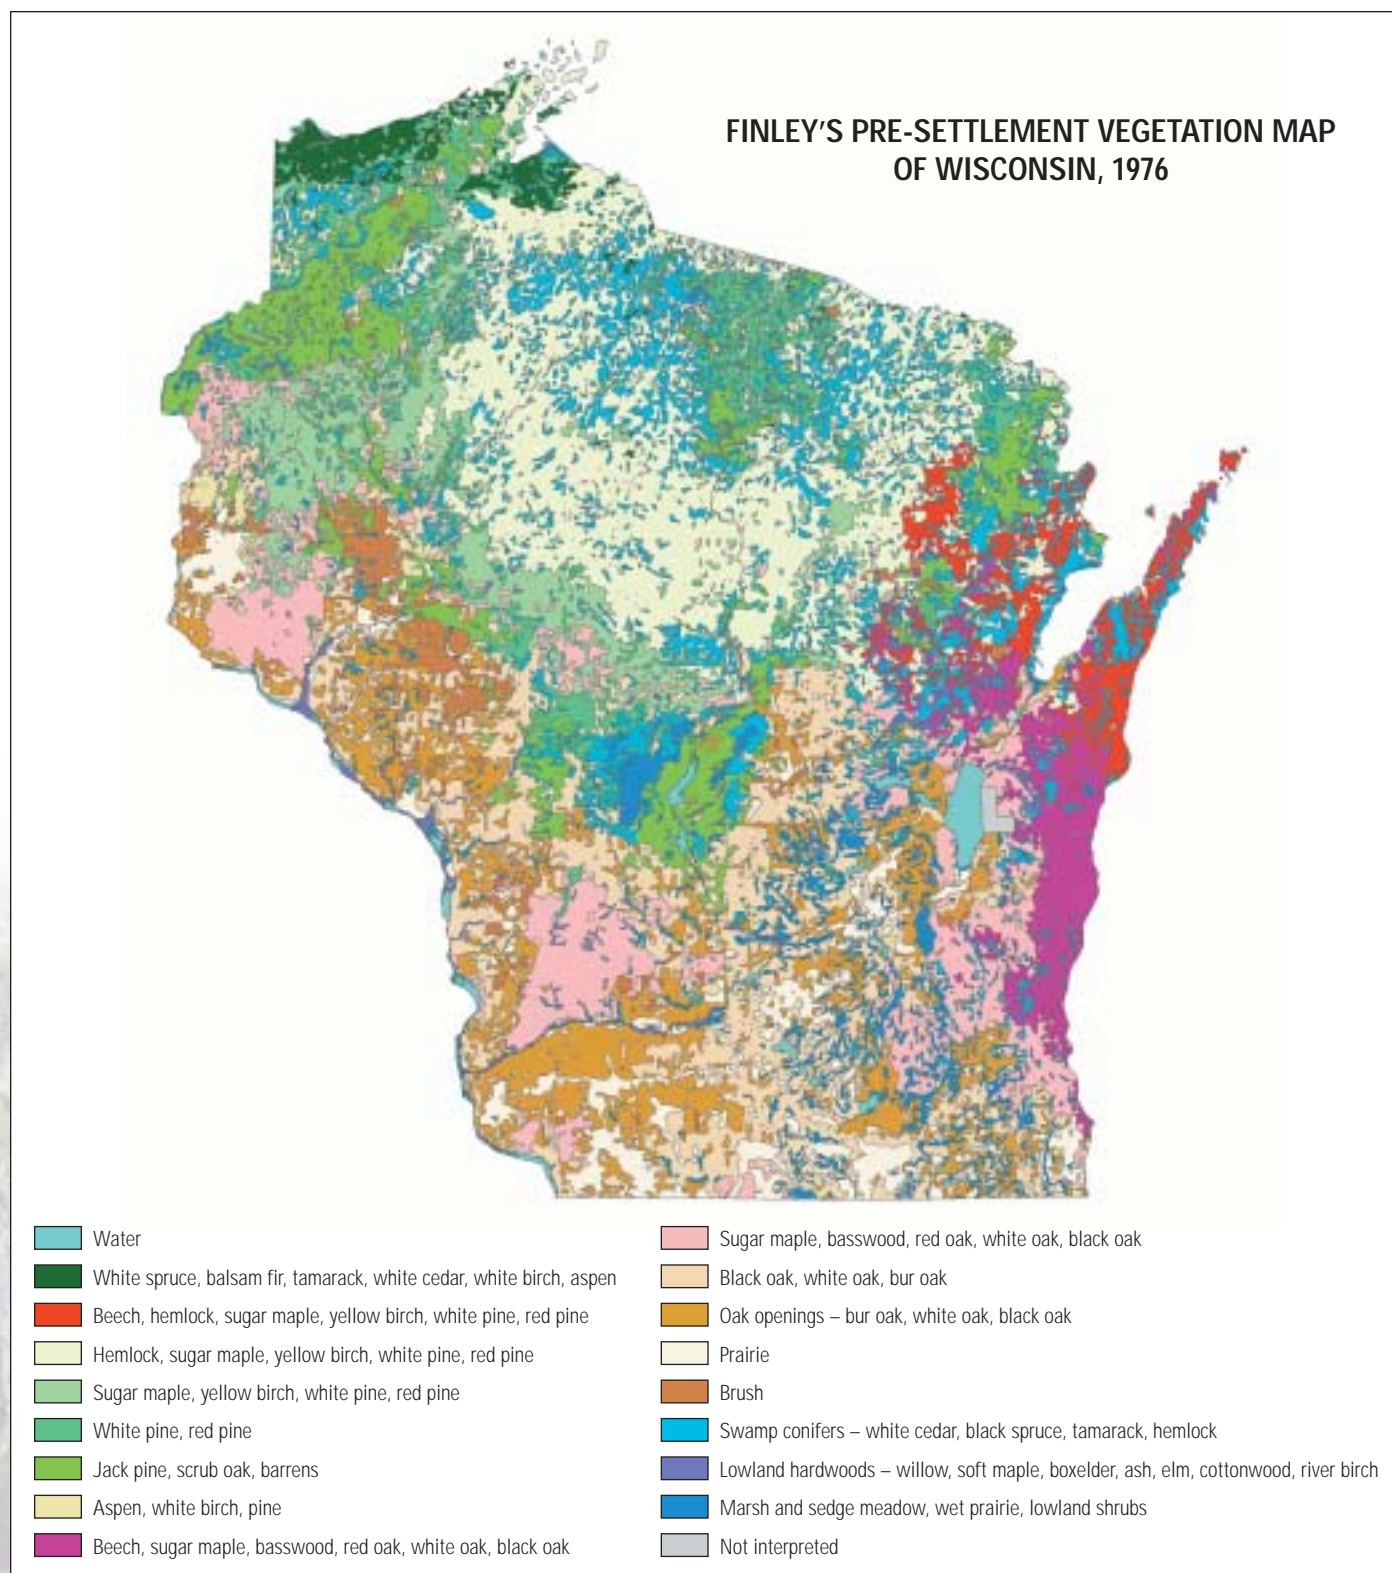 FINLEY'S PRE-SETTLEMENT VEGETATION MAP
OF WISCONSIN, 1976
Water
White spruce, balsam fir, tamarack, white cedar, white birch, aspen
Beech, hemlock, sugar maple, yellow birch, white pine, red pine
Hemlock, sugar maple, yellow birch, white pine, red pine
Sugar maple, yellow birch, white pine, red pine
White pine, red pine
Jack pine, scrub oak, barrens
Aspen, white birch, pine
Beech, sugar maple, basswood, red oak, white oak, black oak
Sugar maple, basswood, red oak, white oak, black oak
Black oak, white oak, bur oak
Oak openings – bur oak, white oak, black oak
Prairie
Brush
Swamp conifers – white cedar, black spruce, tamarack, hemlock
Lowland hardwoods – willow, soft maple, boxelder, ash, elm, cottonwood, river birch
Marsh and sedge meadow, wet prairie, lowland shrubs
Not interpreted